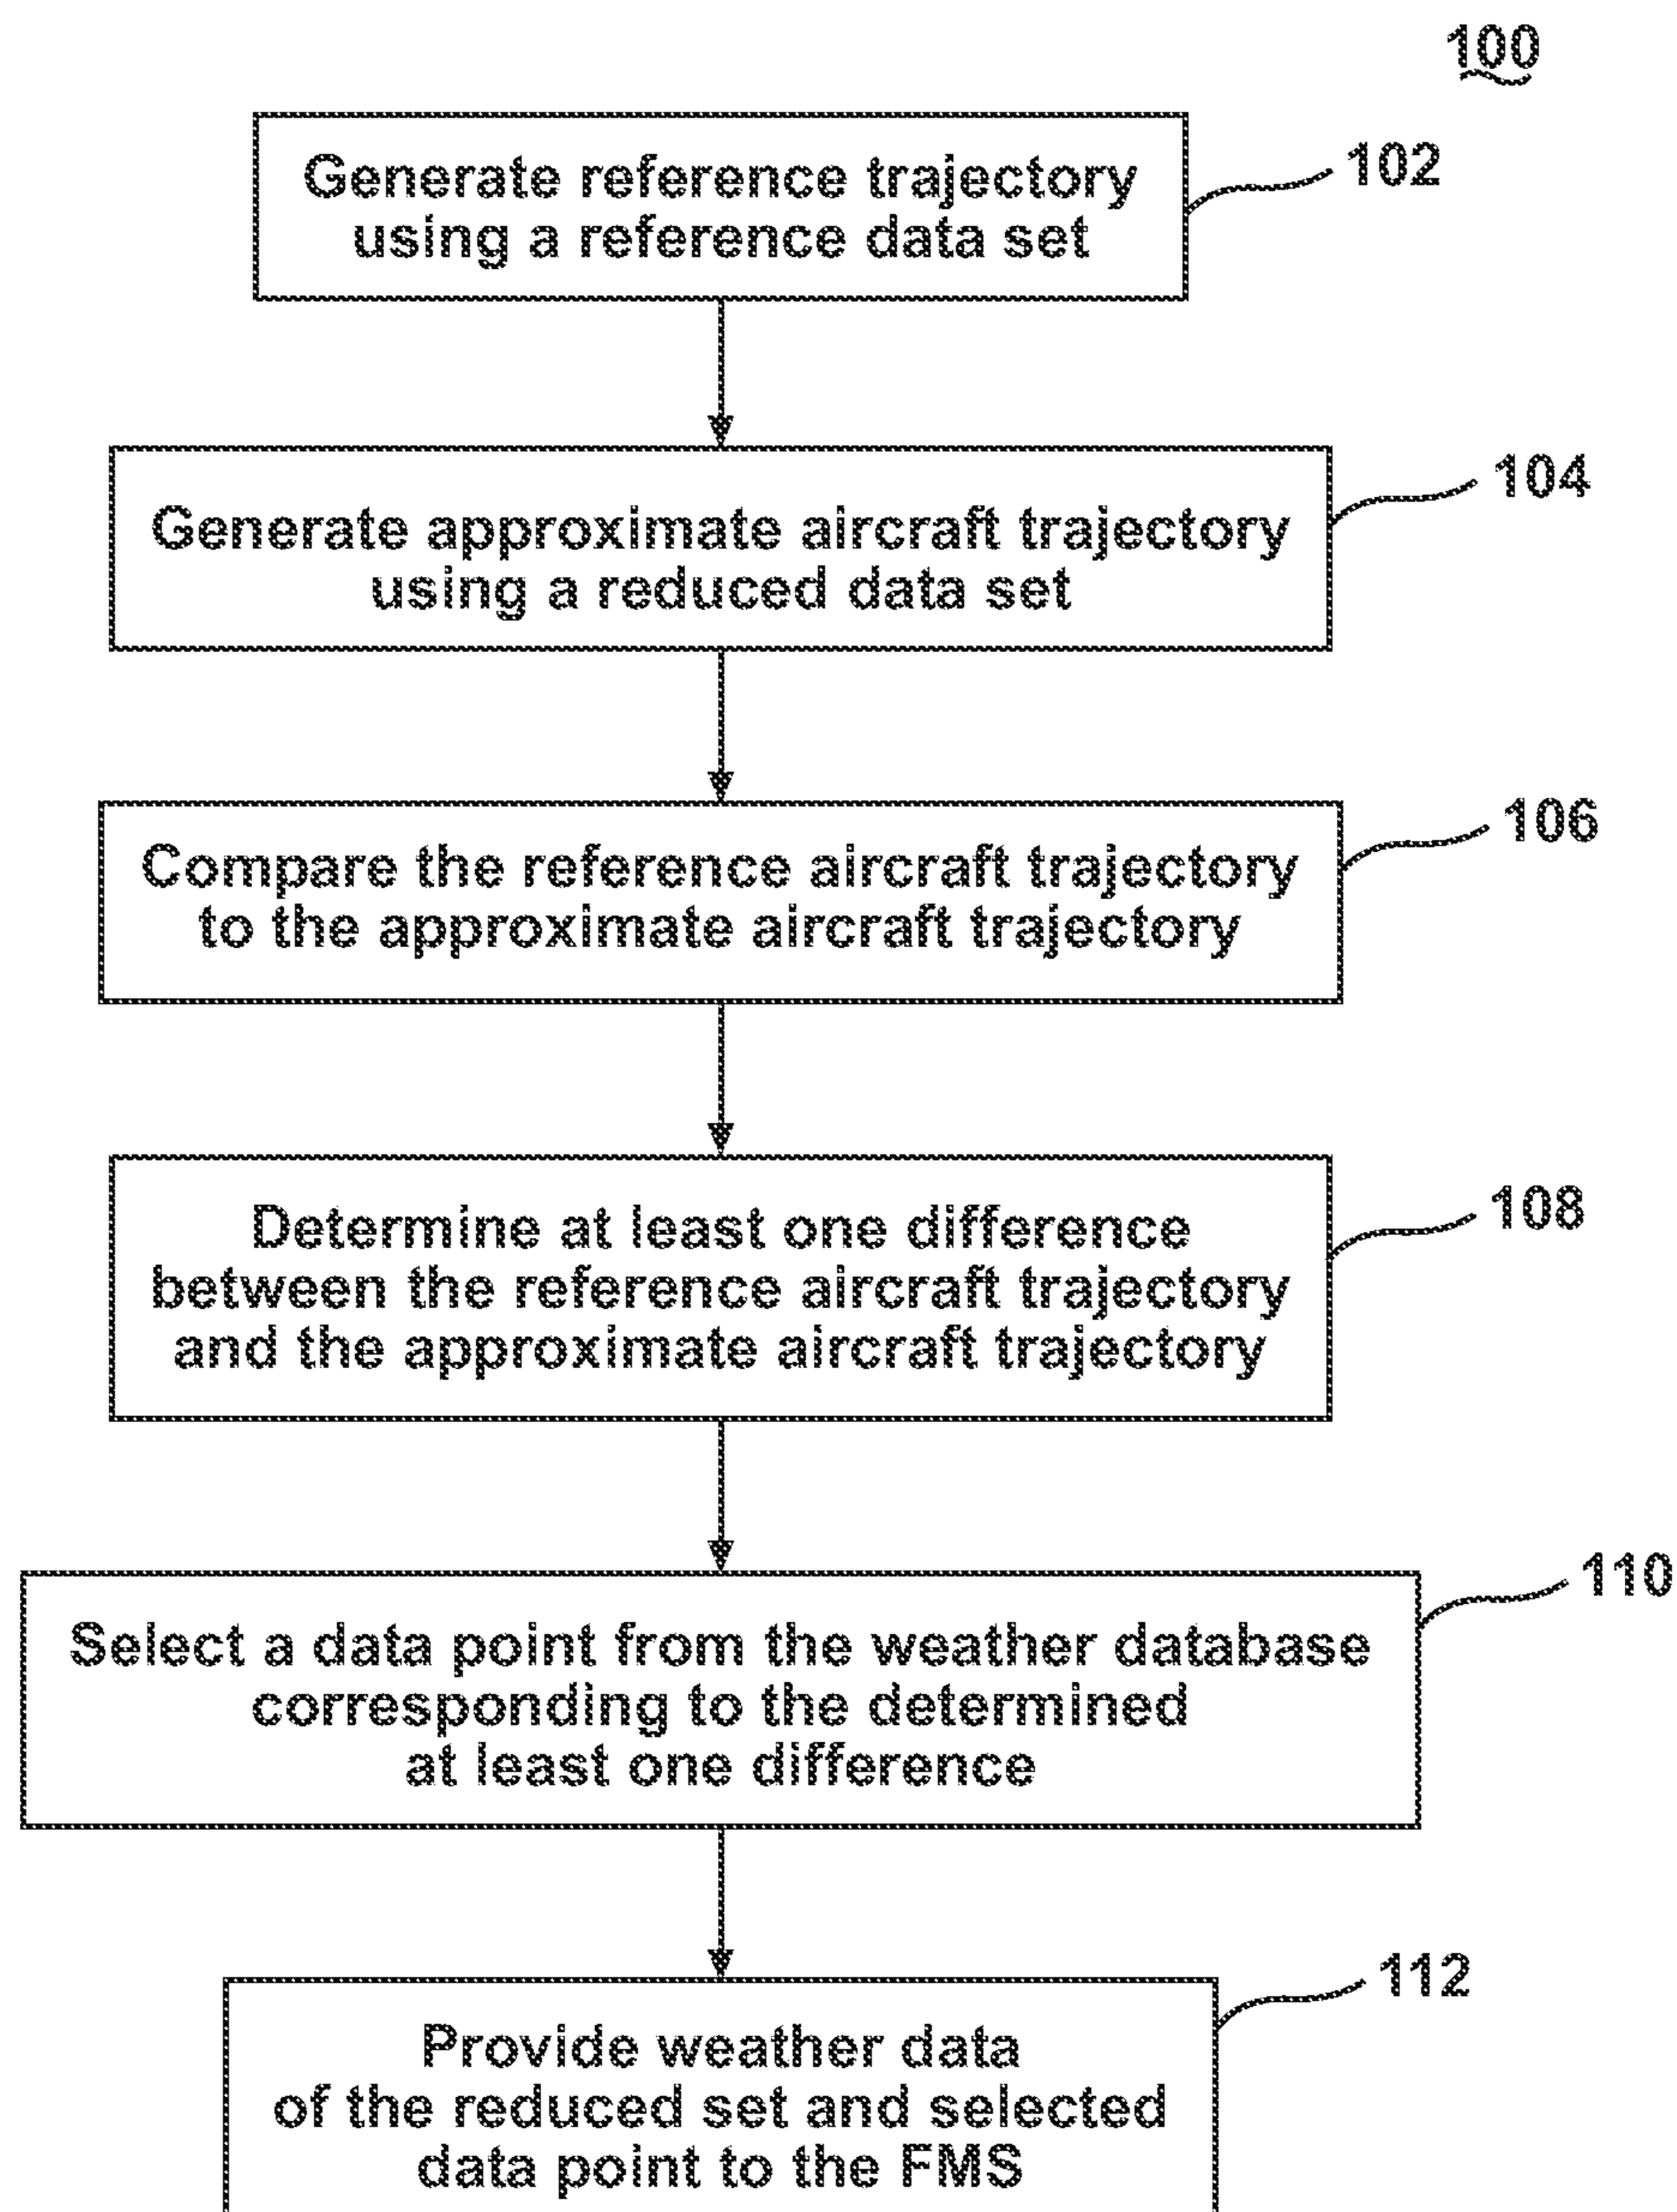 100
Generate reference trajectory
using a reference data set
102
Generate approximate aircraft trajectory
using a reduced data set
104
Compare the reference aircraft trajectory
to the approximate aircraft trajectory
106
Determine at least one difference
between the reference aircraft trajectory
and the approximate aircraft trajectory
108
Select a data point from the weather database
corresponding to the determined
at least one difference
110
Provide weather data
of the reduced set and selected
data point to the FMS
112